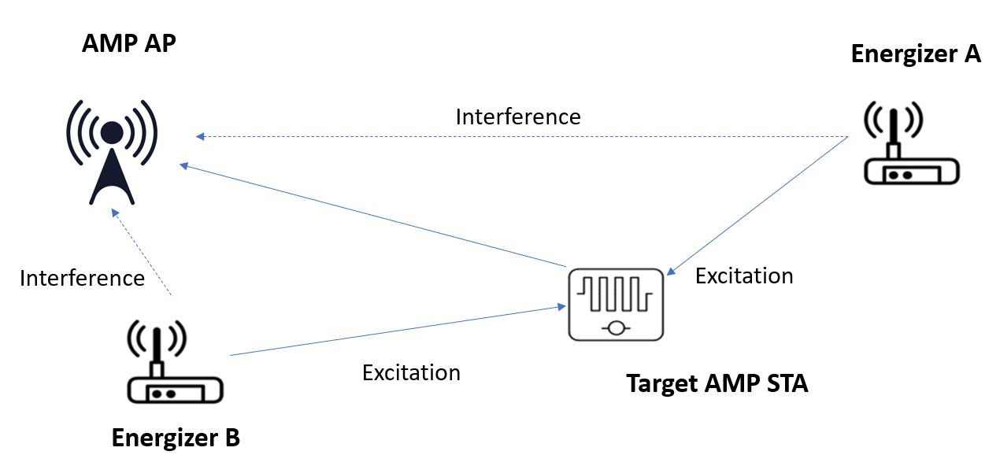 AMP AP
Energizer A
Interference
Interference
Excitation
Excitation
Target AMP STA
Energizer B